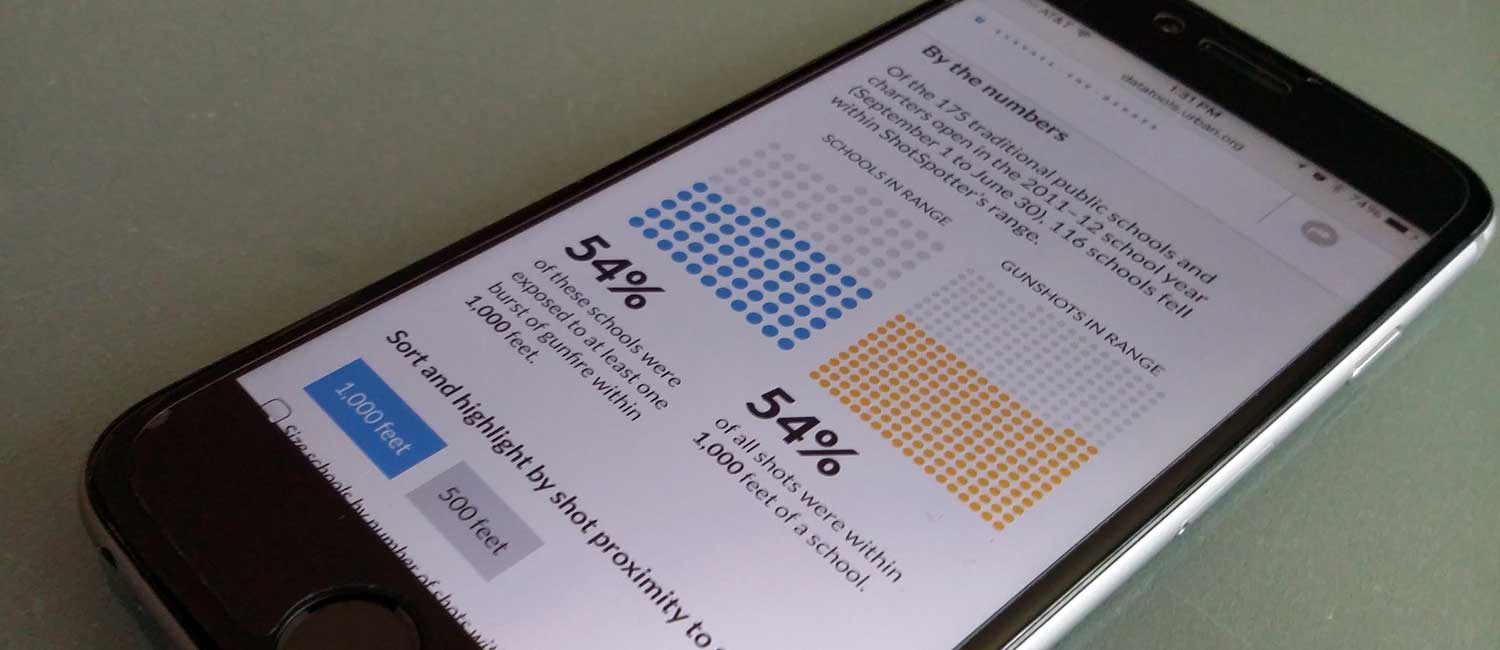 AT&T
1:31 PM
74%
datatools.urban.org
By the numbers
Of the 175 traditional public schools and
charters open in the 2011–12 school year
(September 1 to June 30), 116 schools fell
within ShotSpotter's range.
SCHOOLS IN RANGE
54%
of these schools were
exposed to at least one
burst of gunfire within
1,000 feet.
GUNSHOTS IN RANGE
54%
of all shots were within
1,000 feet of a school.
Sort and highlight by shot proximity to
1,000 feet
500 feet
Size schools by number of shots